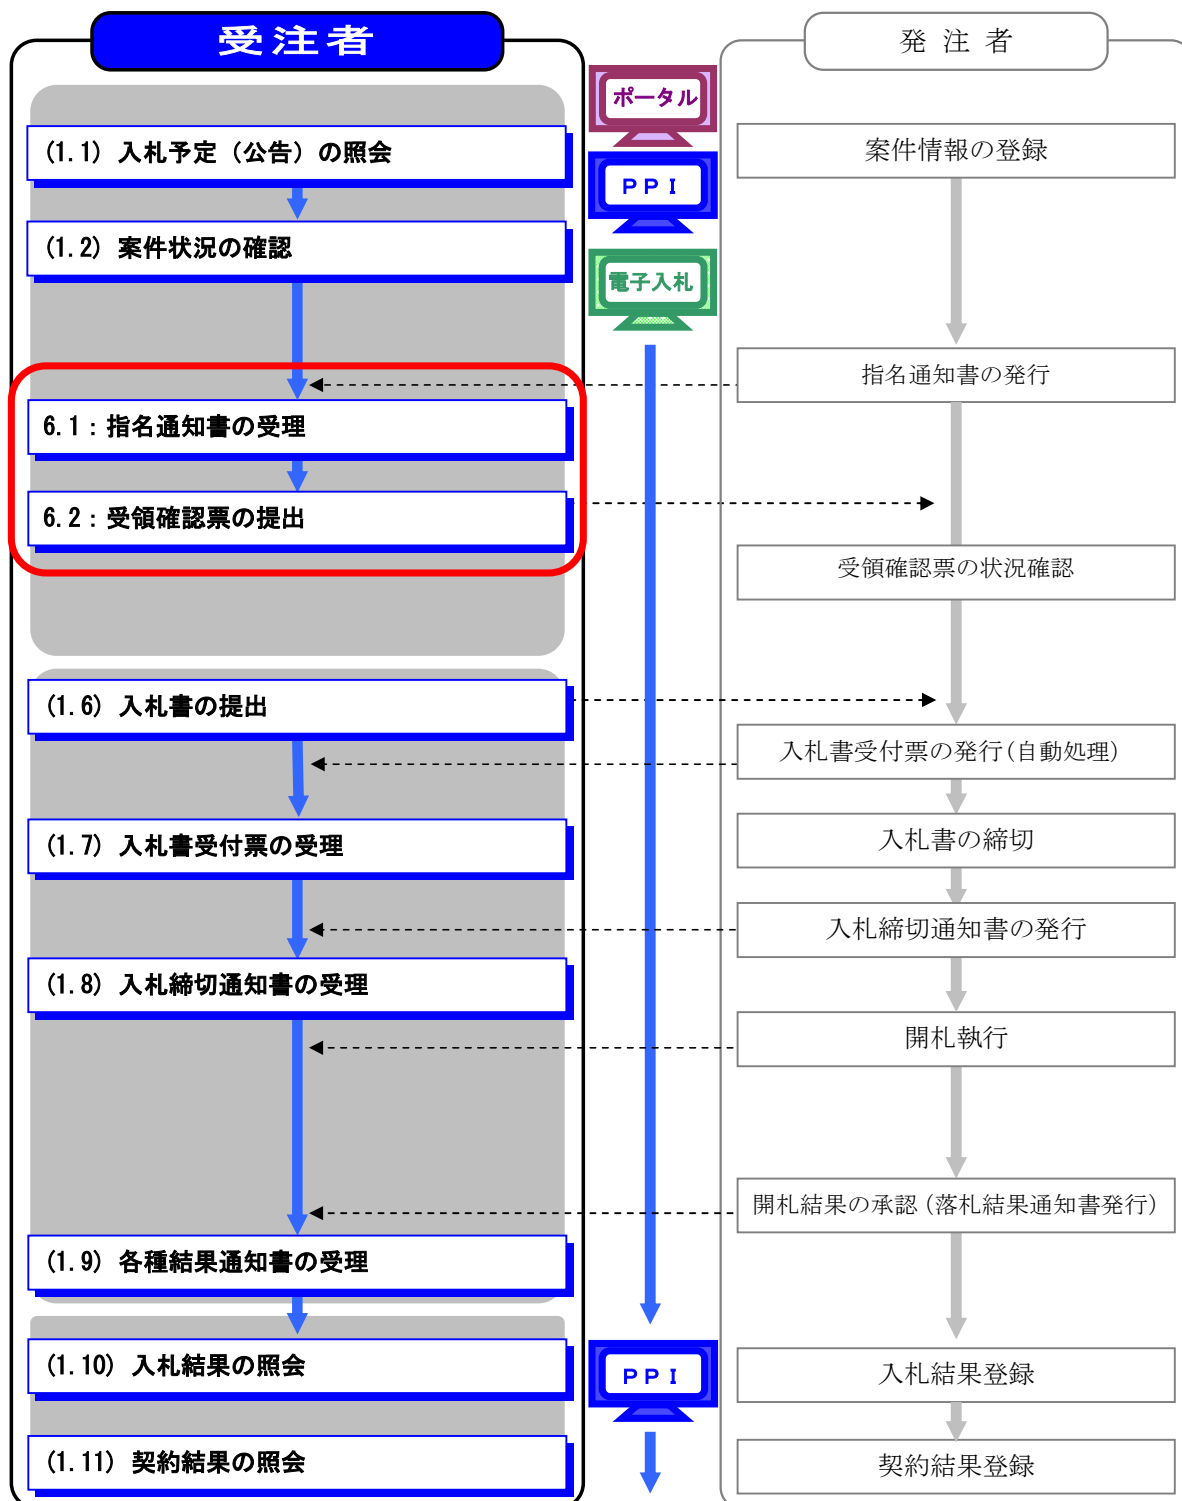 受注者
発 注 者
ポータル
(1.1) 入札予定（公告）の照会
案件情報の登録
ＰＰＩ
(1.2) 案件状況の確認
電子入札
指名通知書の発行
6.1：指名通知書の受理
6.2：受領確認票の提出
受領確認票の状況確認
(1.6) 入札書の提出
入札書受付票の発行(自動処理)
(1.7) 入札書受付票の受理
入札書の締切
入札締切通知書の発行
(1.8) 入札締切通知書の受理
開札執行
開札結果の承認(落札結果通知書発行)
(1.9) 各種結果通知書の受理
(1.10) 入札結果の照会
ＰＰＩ
入札結果登録
(1.11) 契約結果の照会
契約結果登録